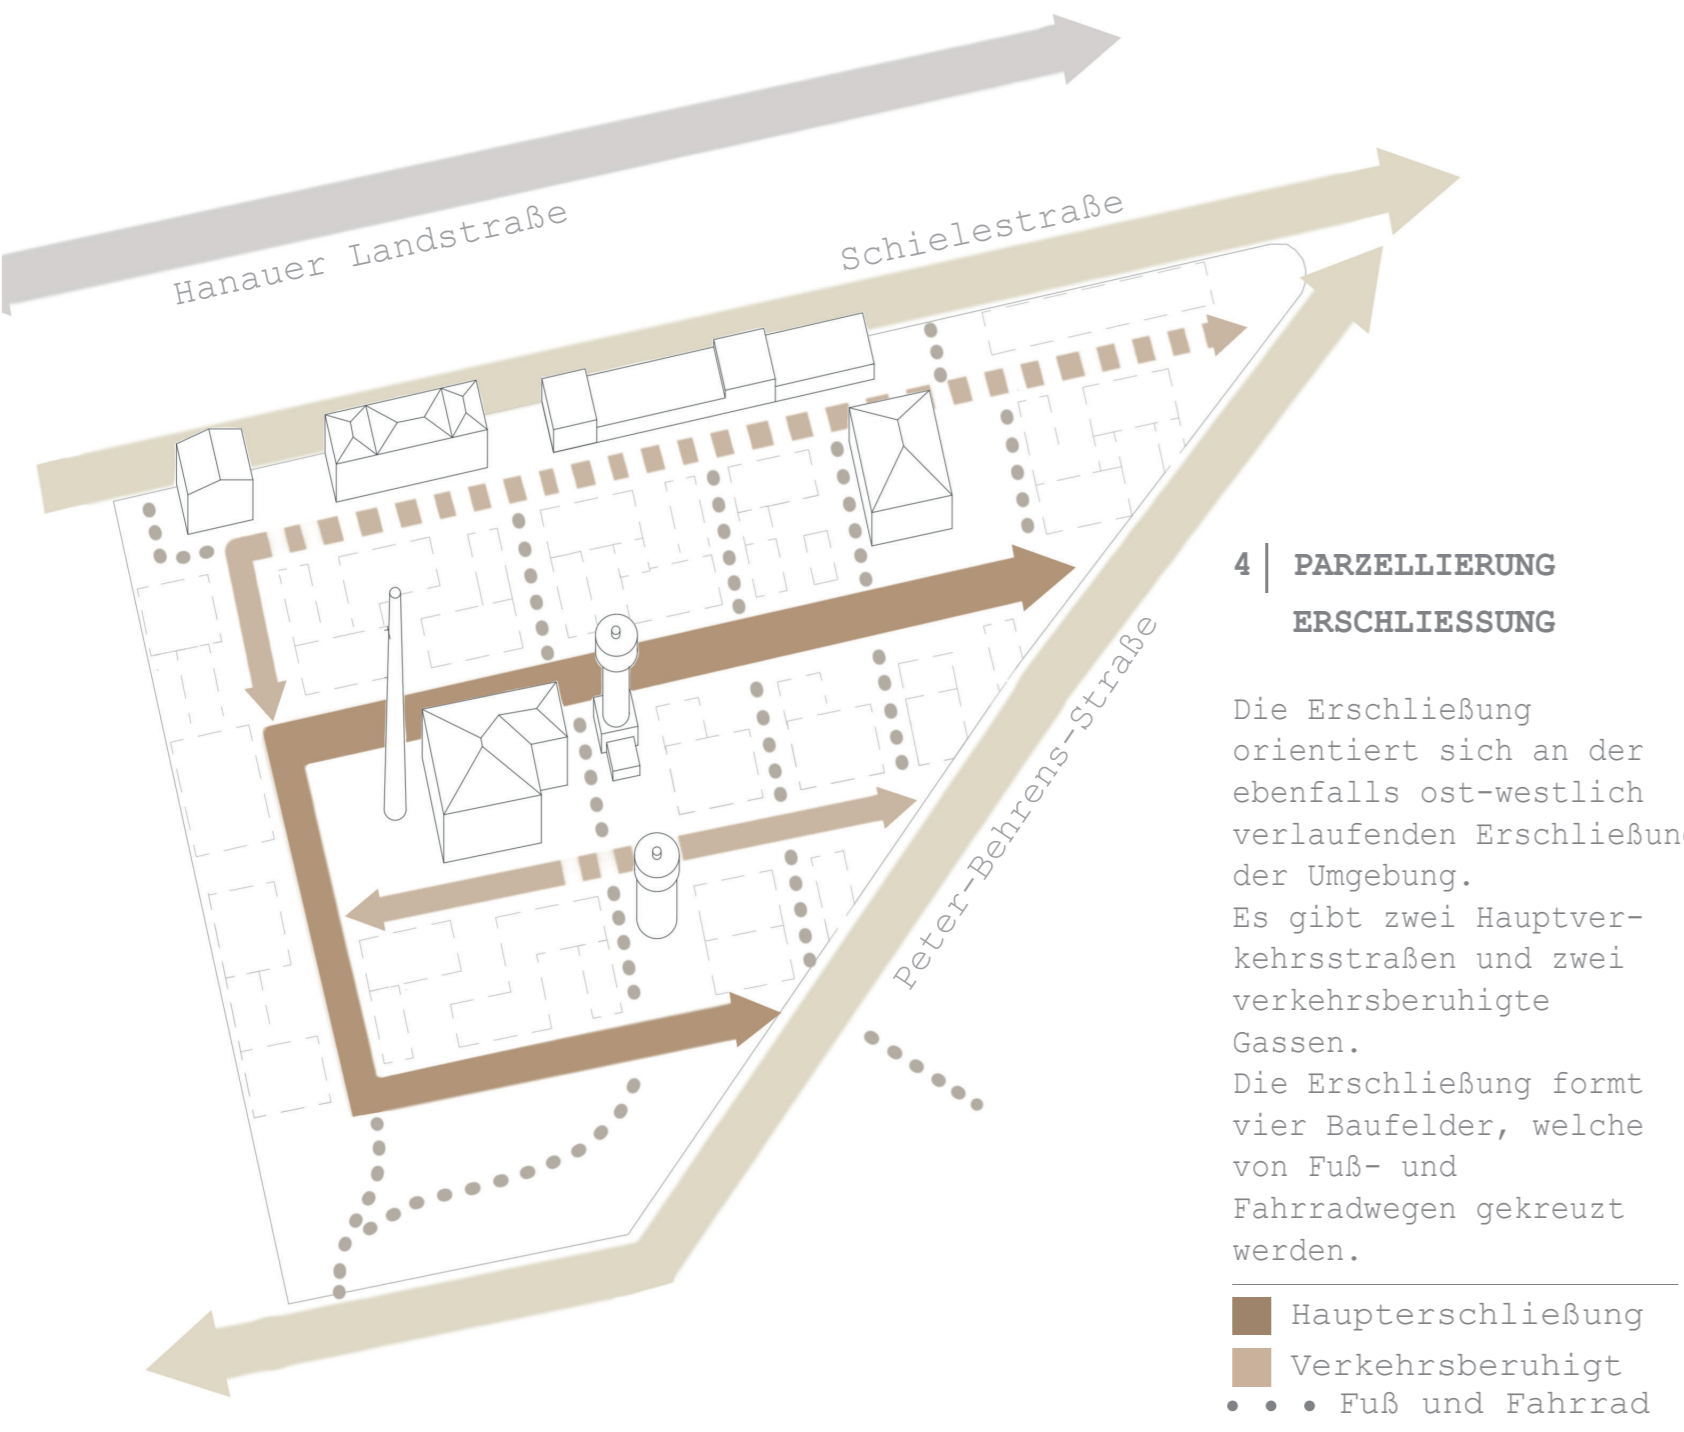 Hanauer Landstraße
Schielestraße
Peter-Behrens-Straße
4 | PARZELLIERUNG
ERSCHLIESSUNG
Die Erschließung
orientiert sich an der
ebenfalls ost-westlich
verlaufenden Erschließung
der Umgebung.
Es gibt zwei Hauptver-
kehrsstraßen und zwei
verkehrsberuhigte
Gassen.
Die Erschließung formt
vier Baufelder, welche
von Fuß- und
Fahrradwegen gekreuzt
werden.
Haupterschließung
Verkehrsberuhigt
Fuß und Fahrrad